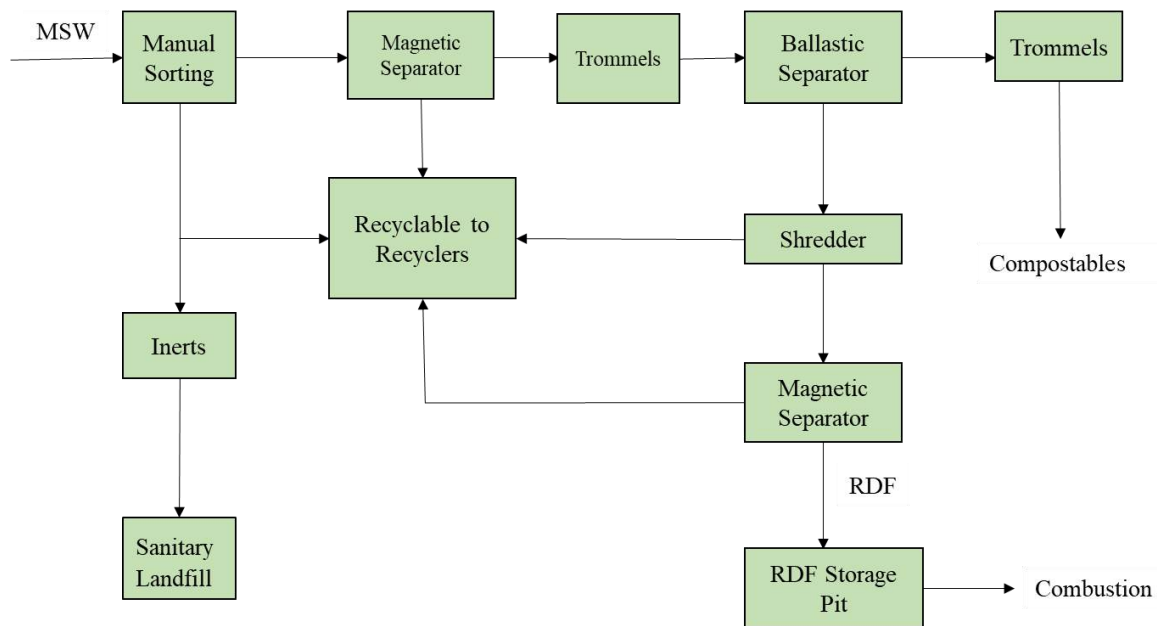 MSW
Manual
Sorting
Magnetic
Separator
Trommels
Ballastic
Separator
Trommels
Recyclable to
Recyclers
Shredder
Compostables
Inerts
Magnetic
Separator
RDF
Sanitary
Landfill
RDF Storage
Pit
Combustion